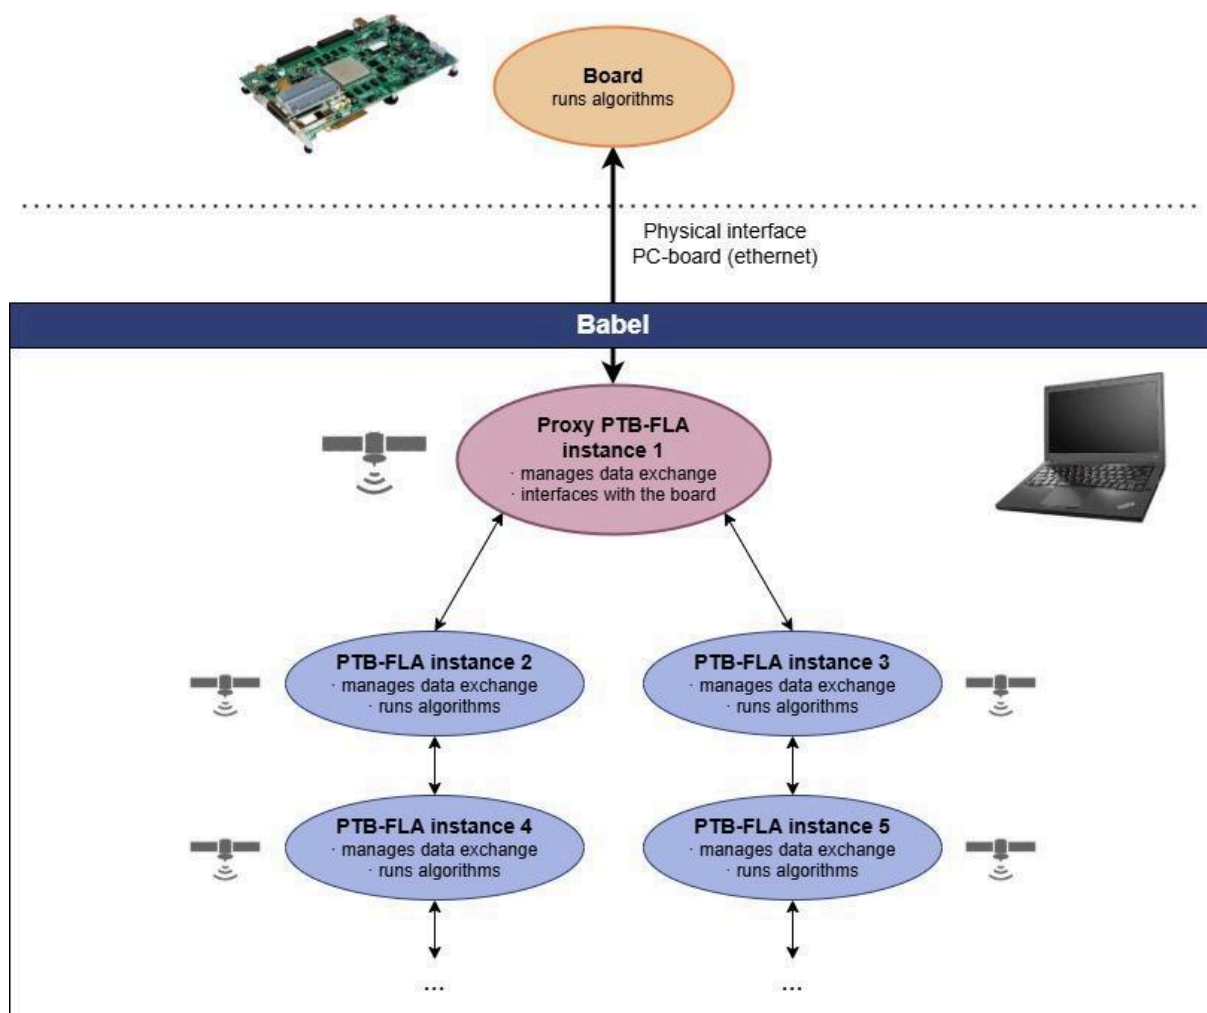 Board
runs algorithms
Physical interface
PC-board (ethernet)
Babel
Proxy PTB-FLA
instance 1
· manages data exchange
· interfaces with the board
PTB-FLA instance 2
· manages data exchange
· runs algorithms
PTB-FLA instance 3
· manages data exchange
· runs algorithms
PTB-FLA instance 4
· manages data exchange
· runs algorithms
PTB-FLA instance 5
· manages data exchange
· runs algorithms
...
...